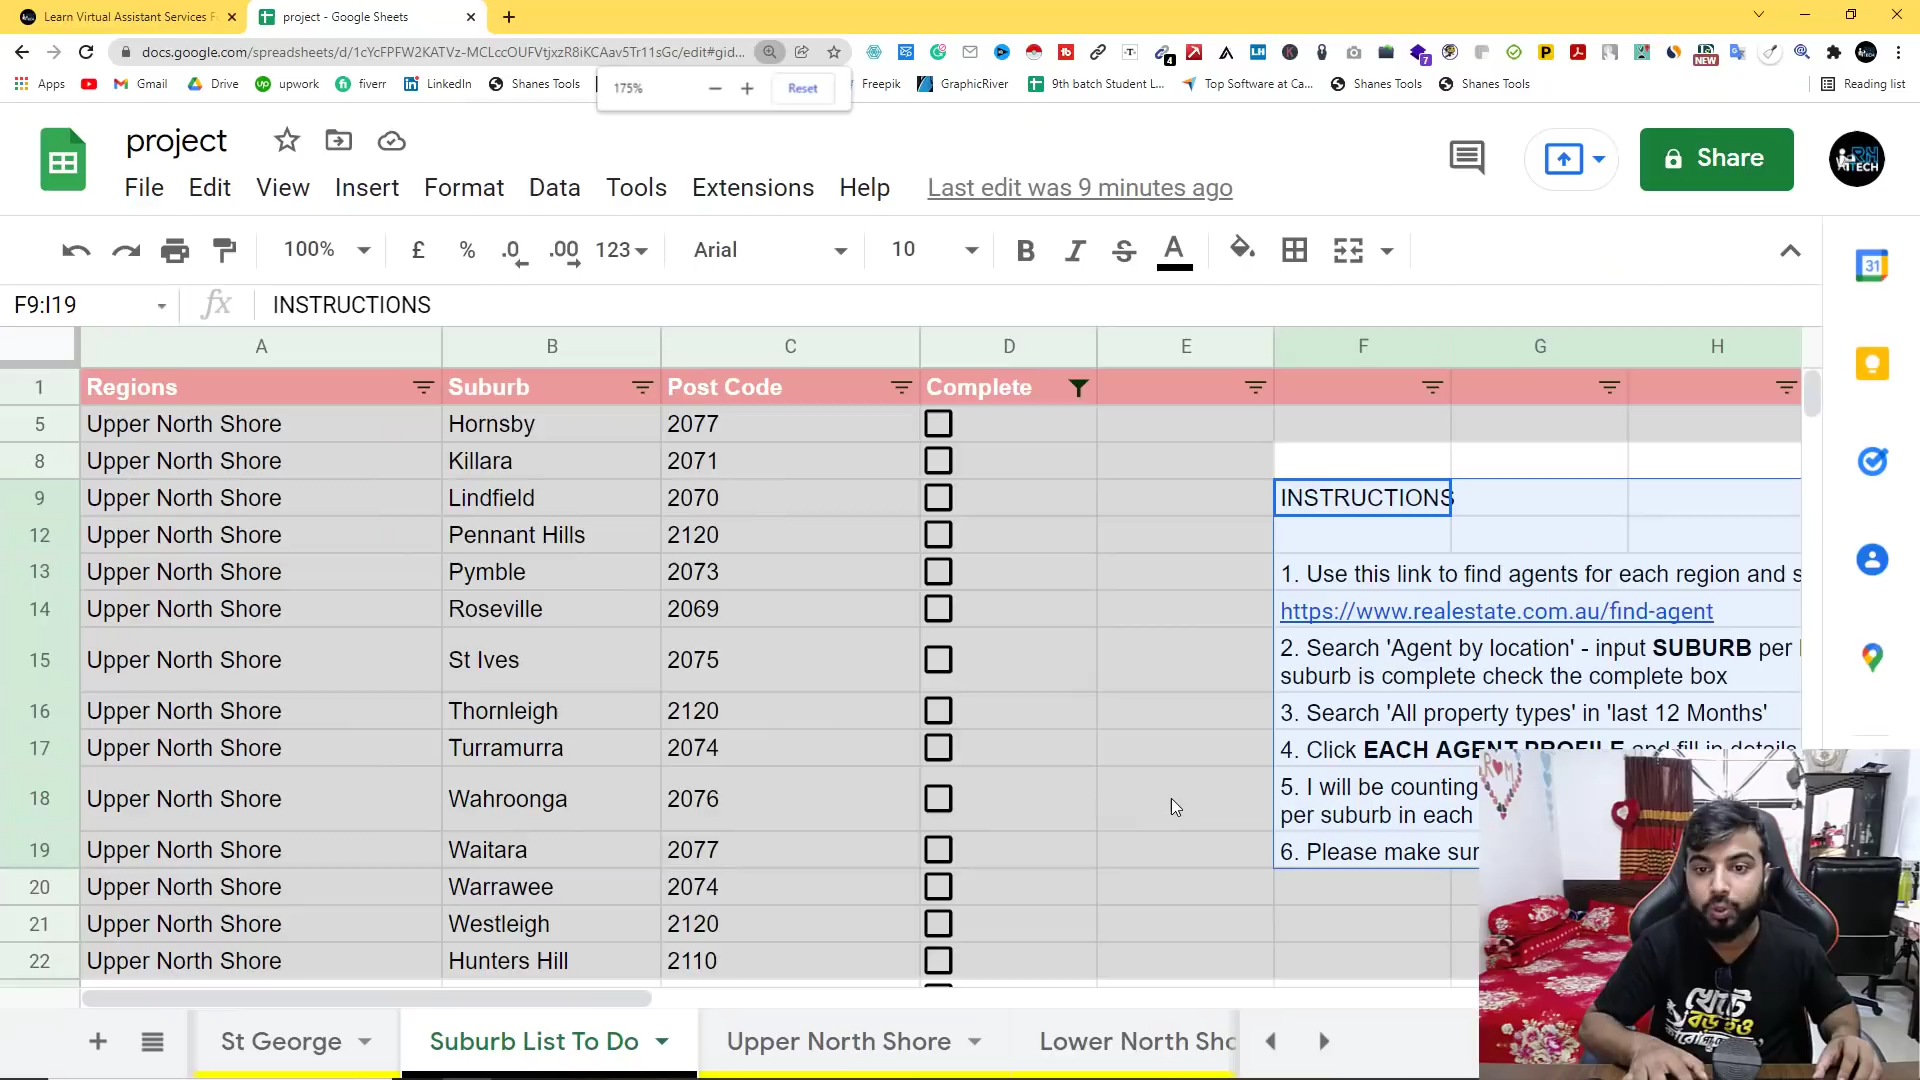 Learn Virtual Assistant Services F
project - Google Sheets
docs.google.com/spreadsheets/d/1cYcFPFW2KATVz-MCLccOUFVtjxzR8iKCAav5Tr11sGc/edit#gid...
Apps
Gmail
Drive
upwork
fiverr
LinkedIn
Shanes Tools
Freepik
GraphicRiver
9th batch Student L...
Top Software at Ca...
Shanes Tools
Shanes Tools
Reading list
175%
Reset
project
File Edit View Insert Format Data Tools Extensions Help
Last edit was 9 minutes ago
Share
100% £ % .0 .00 123 Arial 10 B I S A
31
F9:I19
fx
INSTRUCTIONS
A B C D E F G H
1 Regions Suburb Post Code Complete
5 Upper North Shore Hornsby 2077
8 Upper North Shore Killara 2071
9 Upper North Shore Lindfield 2070 INSTRUCTIONS
12 Upper North Shore Pennant Hills 2120
13 Upper North Shore Pymble 2073 1. Use this link to find agents for each region and s
14 Upper North Shore Roseville 2069 https://www.realestate.com.au/find-agent
15 Upper North Shore St Ives 2075 2. Search 'Agent by location' - input SUBURB per
suburb is complete check the complete box
16 Upper North Shore Thornleigh 2120 3. Search 'All property types' in 'last 12 Months'
17 Upper North Shore Turramurra 2074 4. Click EACH AGENT PROFILE and fill in details
18 Upper North Shore Wahroonga 2076 5. I will be counting
per suburb in each
19 Upper North Shore Waitara 2077 6. Please make sur
20 Upper North Shore Warrawee 2074
21 Upper North Shore Westleigh 2120
22 Upper North Shore Hunters Hill 2110
St George
Suburb List To Do
Upper North Shore
Lower North Sho